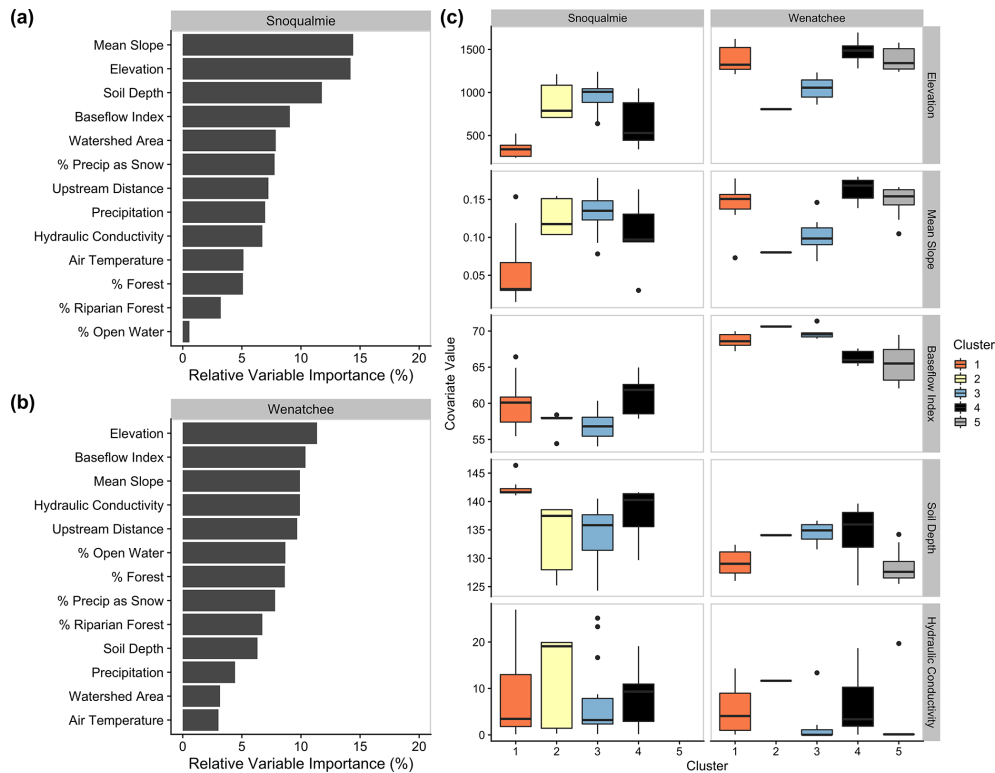 (a)
Snoqualmie
Mean Slope
Elevation
Soil Depth
Baseflow Index
Watershed Area
% Precip as Snow
Upstream Distance
Precipitation
Hydraulic Conductivity
Air Temperature
% Forest
% Riparian Forest
% Open Water
0 5 10 15 20
Relative Variable Importance (%)
(b)
Wenatchee
Elevation
Baseflow Index
Mean Slope
Hydraulic Conductivity
Upstream Distance
% Open Water
% Forest
% Precip as Snow
% Riparian Forest
Soil Depth
Precipitation
Watershed Area
Air Temperature
0 5 10 15 20
Relative Variable Importance (%)
(c)
Snoqualmie Wenatchee
Covariate Value
1500
1000
500
Elevation
0.15
0.10
0.05
Mean Slope
70
65
60
55
Baseflow Index
145
140
135
130
125
Soil Depth
20
10
0
Hydraulic Conductivity
1 2 3 4 5 1 2 3 4 5
Cluster
Cluster
1
2
3
4
5